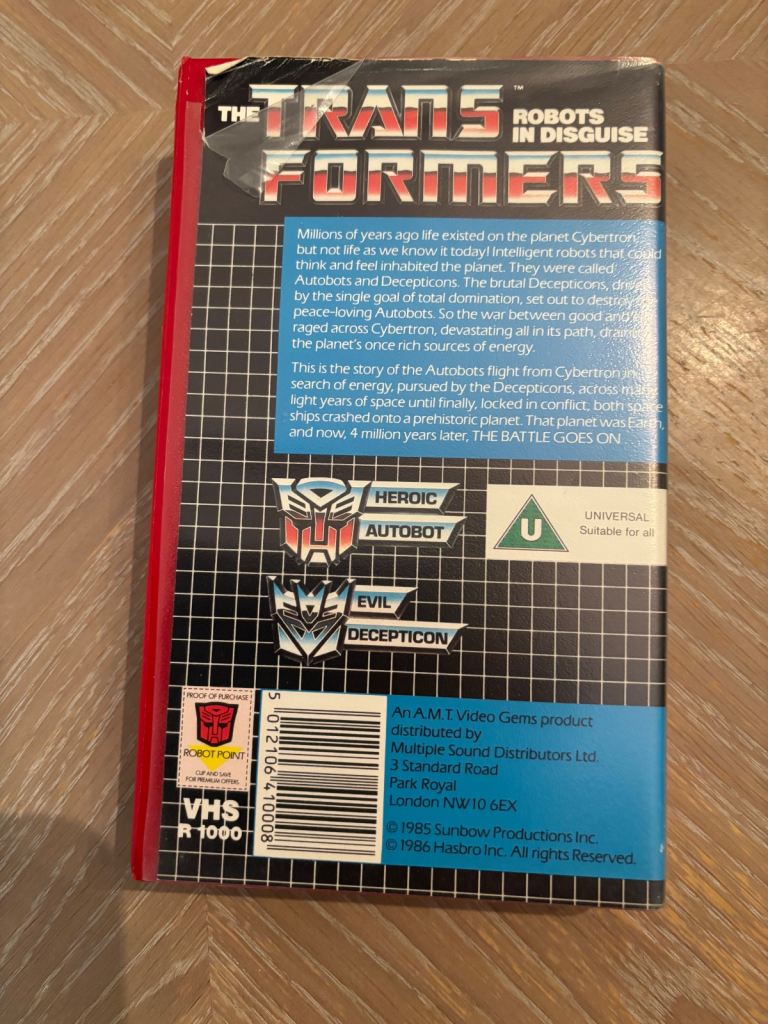 THE TRANS™ ROBOTS
IN DISGUISE
FORMERS
Millions of years ago life existed on the planet Cybertron,
but not life as we know it today! Intelligent robots that could
think and feel inhabited the planet. They were called
Autobots and Decepticons. The brutal Decepticons,
by the single goal of total domination, set out to destroy
peace-loving Autobots. So the war between good and
raged across Cybertron, devastating all in its path,
the planet's once rich sources of energy.
This is the story of the Autobots flight from Cybertron in
search of energy, pursued by the Decepticons, across many
light years of space until finally, locked in conflict, both space
ships crashed onto a prehistoric planet. That planet was Earth,
and now, 4 million years later, THE BATTLE GOES ON
HEROIC
AUTOBOT
U
UNIVERSAL
Suitable for all
EVIL
DECEPTICON
PROOF OF PURCHASE
ROBOT POINT
CLIP AND SAVE
FOR PREMIUM OFFERS
VHS
R 1000
5 012106 410008
An A.M.T. Video Gems product
distributed by
Multiple Sound Distributors Ltd.
3 Standard Road
Park Royal
London NW10 6EX
© 1985 Sunbow Productions Inc.
© 1986 Hasbro Inc. All rights Reserved.